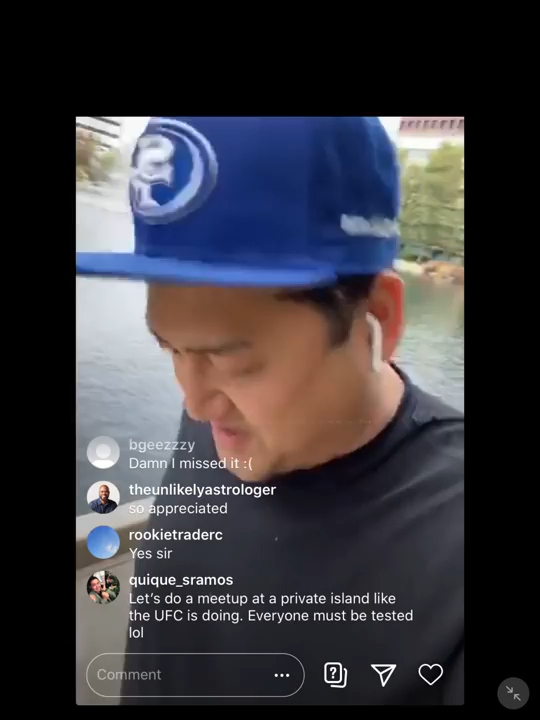 bgeezzzy
Damn I missed it :(
theunlikelyastrologer
so appreciated
rookietraderc
Yes sir
quique_sramos
Let's do a meetup at a private island like
the UFC is doing. Everyone must be tested
lol
Comment